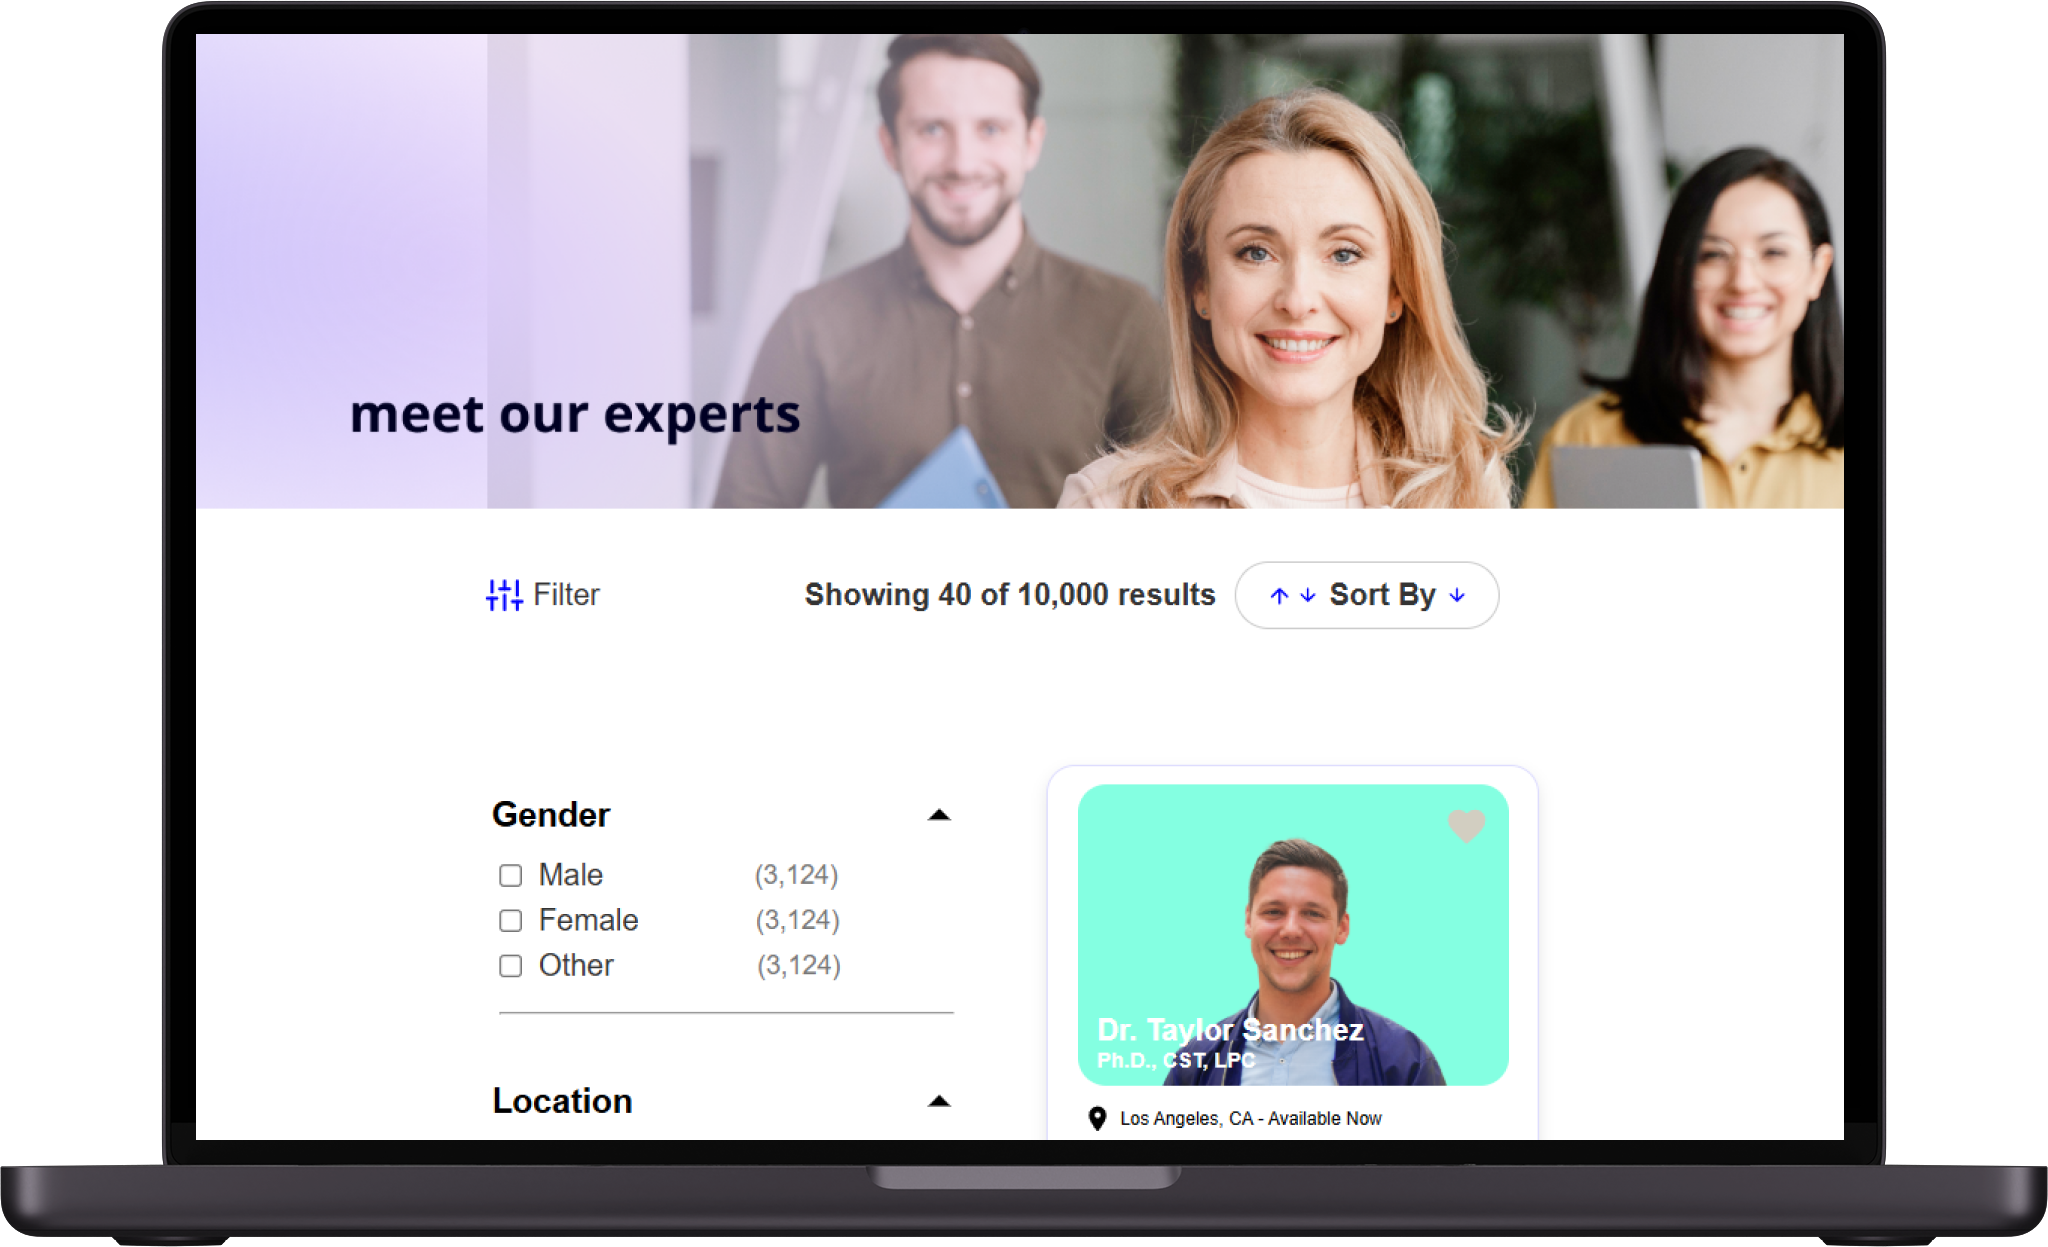 meet our experts
Filter
Showing 40 of 10,000 results
Sort By
Gender
Male (3,124)
Female (3,124)
Other (3,124)
Location
Dr. Taylor Sanchez
Ph.D., CST, LPC
Los Angeles, CA - Available Now